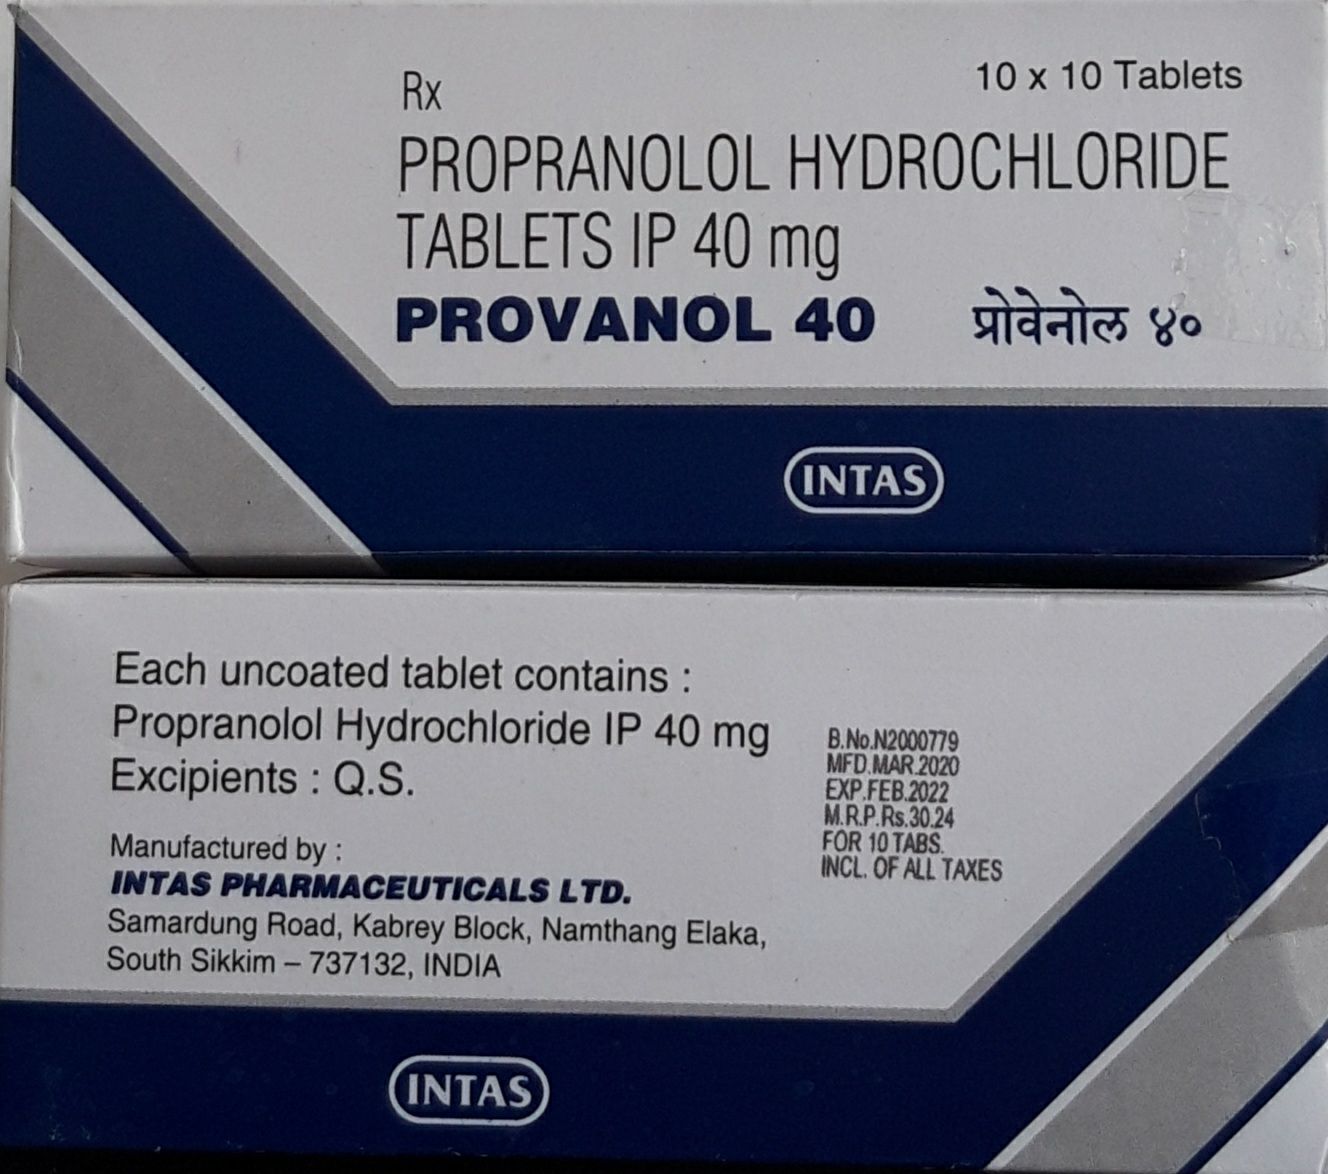 Rx
10 x 10 Tablets
PROPRANOLOL HYDROCHLORIDE
TABLETS IP 40 mg
PROVANOL 40 प्रोवेनोल ४०
INTAS
Each uncoated tablet contains :
Propranolol Hydrochloride IP 40 mg
Excipients : Q.S.
Manufactured by :
INTAS PHARMACEUTICALS LTD.
Samardung Road, Kabrey Block, Namthang Elaka,
South Sikkim – 737132, INDIA
B.No.N2000779
MFD.MAR.2020
EXP.FEB.2022
M.R.P.Rs.30.24
FOR 10 TABS.
INCL. OF ALL TAXES
INTAS